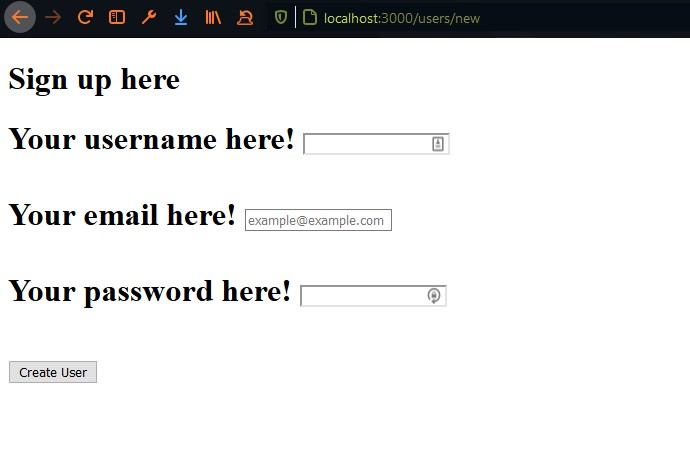 localhost:3000/users/new
Sign up here
Your username here!
Your email here! example@example.com
Your password here!
Create User